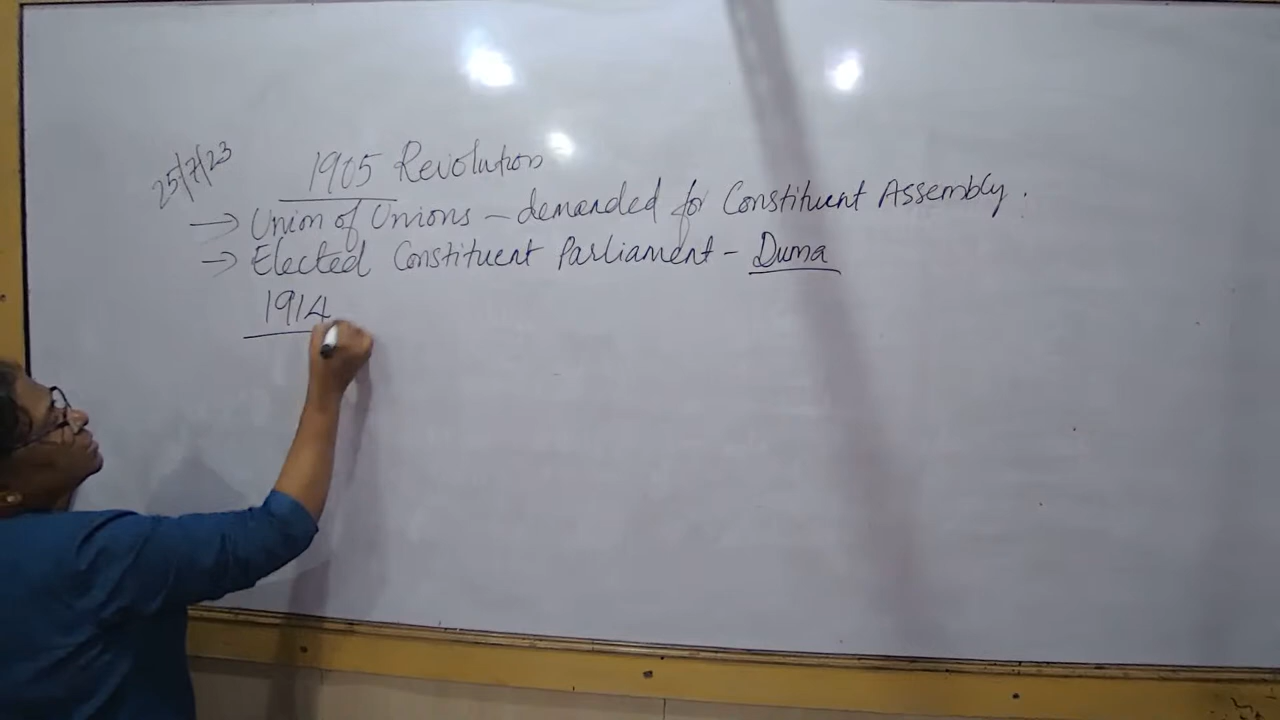 25/7/23
1905 Revolution
→ Union of Unions - demanded for Constituent Assembly.
→ Elected Constituent Parliament - Duma
1914